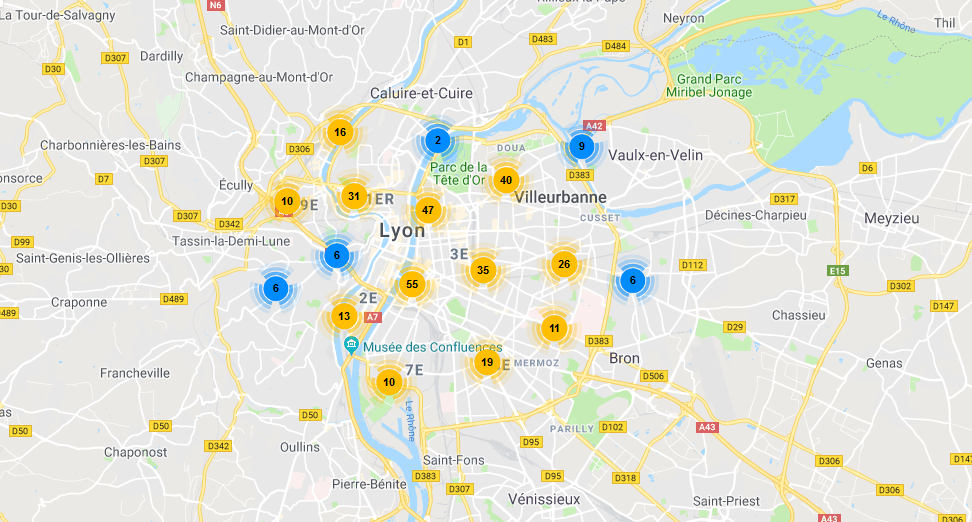 N6
Rillieux-la-Pape
La Tour-de-Salvagny
Neyron
Le Rhône
Thil
Saint-Didier-au-Mont-d'Or
D1
D483
D484
D307
Dardilly
D30
Champagne-au-Mont-d'Or
Grand Parc
Miribel Jonage
Caluire-et-Cuire
16
2
A42
9
Charbonnières-les-Bains
D306
DOUA
Vaulx-en-Velin
D307
Parc de la
Tête d'Or
D383
D6
onsorce
D7
Écully
40
10
9E
31
1ER
47
Villeurbanne
D317
D30
D307
D342
CUSSET
Décines-Charpieu
Meyzieu
Lyon
D99
Tassin-la-Demi-Lune
Saint-Genis-les-Ollières
6
3E
35
26
D112
E15
30
6
55
6
D302
Craponne
D489
2E
D147
D489
13
A7
11
Chassieu
D29
Musée des Confluences
D383
Francheville
7E
10
19
E
MERMOZ
Bron
Genas
D506
as
D50
D50
D50
Le Rhône
PARILLY
D102
A43
D342
Oullins
D95
Chaponost
Saint-Fons
D306
D147
D383
D95
D318
Pierre-Bénite
D307
Vénissieux
Saint-Priest
D306
D306
A43